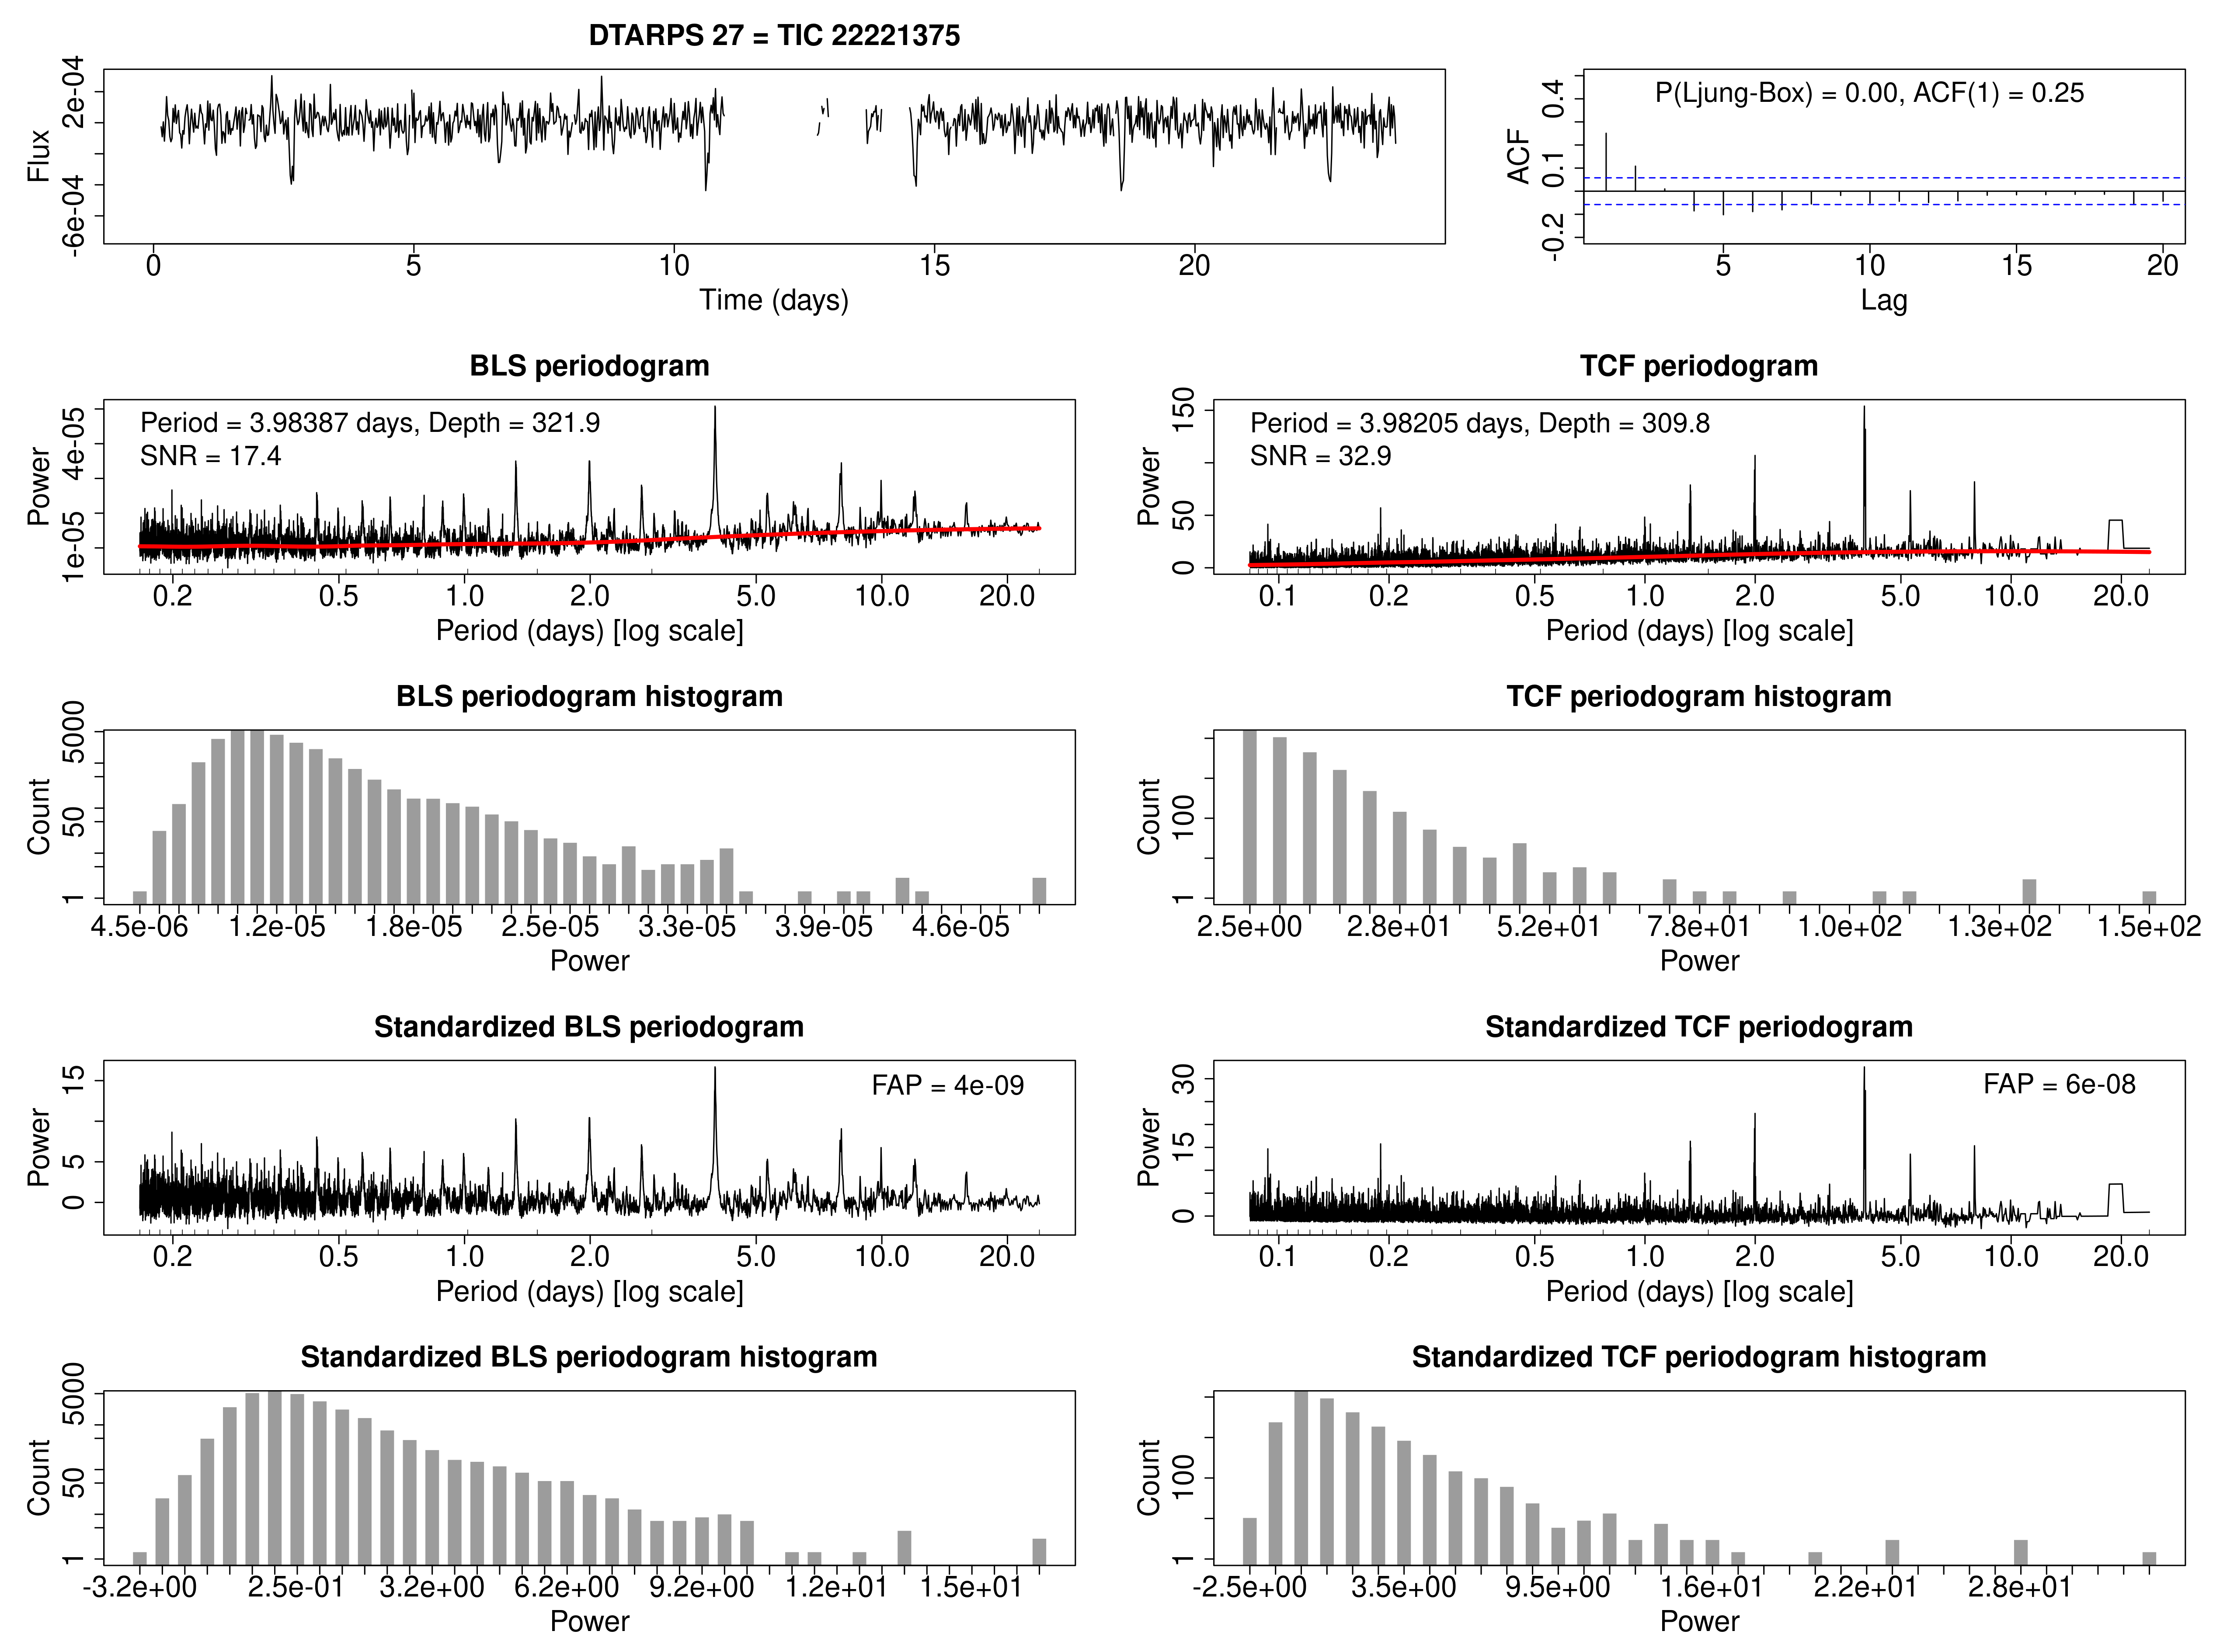 DTARPS 27 = TIC 22221375
Flux
2e-04
-6e-04
0 5 10 15 20
Time (days)
P(Ljung-Box) = 0.00, ACF(1) = 0.25
ACF
0.4
0.1
-0.2
5 10 15 20
Lag
BLS periodogram
Period = 3.98387 days, Depth = 321.9
SNR = 17.4
Power
4e-05
1e-05
0.2 0.5 1.0 2.0 5.0 10.0 20.0
Period (days) [log scale]
TCF periodogram
Period = 3.98205 days, Depth = 309.8
SNR = 32.9
Power
150
50
0
0.1 0.2 0.5 1.0 2.0 5.0 10.0 20.0
Period (days) [log scale]
BLS periodogram histogram
Count
5000
50
1
4.5e-06 1.2e-05 1.8e-05 2.5e-05 3.3e-05 3.9e-05 4.6e-05
Power
TCF periodogram histogram
Count
100
1
2.5e+00 2.8e+01 5.2e+01 7.8e+01 1.0e+02 1.3e+02 1.5e+02
Power
Standardized BLS periodogram
FAP = 4e-09
Power
15
5
0
0.2 0.5 1.0 2.0 5.0 10.0 20.0
Period (days) [log scale]
Standardized TCF periodogram
FAP = 6e-08
Power
30
15
0
0.1 0.2 0.5 1.0 2.0 5.0 10.0 20.0
Period (days) [log scale]
Standardized BLS periodogram histogram
Count
5000
50
1
-3.2e+00 2.5e-01 3.2e+00 6.2e+00 9.2e+00 1.2e+01 1.5e+01
Power
Standardized TCF periodogram histogram
Count
100
1
-2.5e+00 3.5e+00 9.5e+00 1.6e+01 2.2e+01 2.8e+01
Power